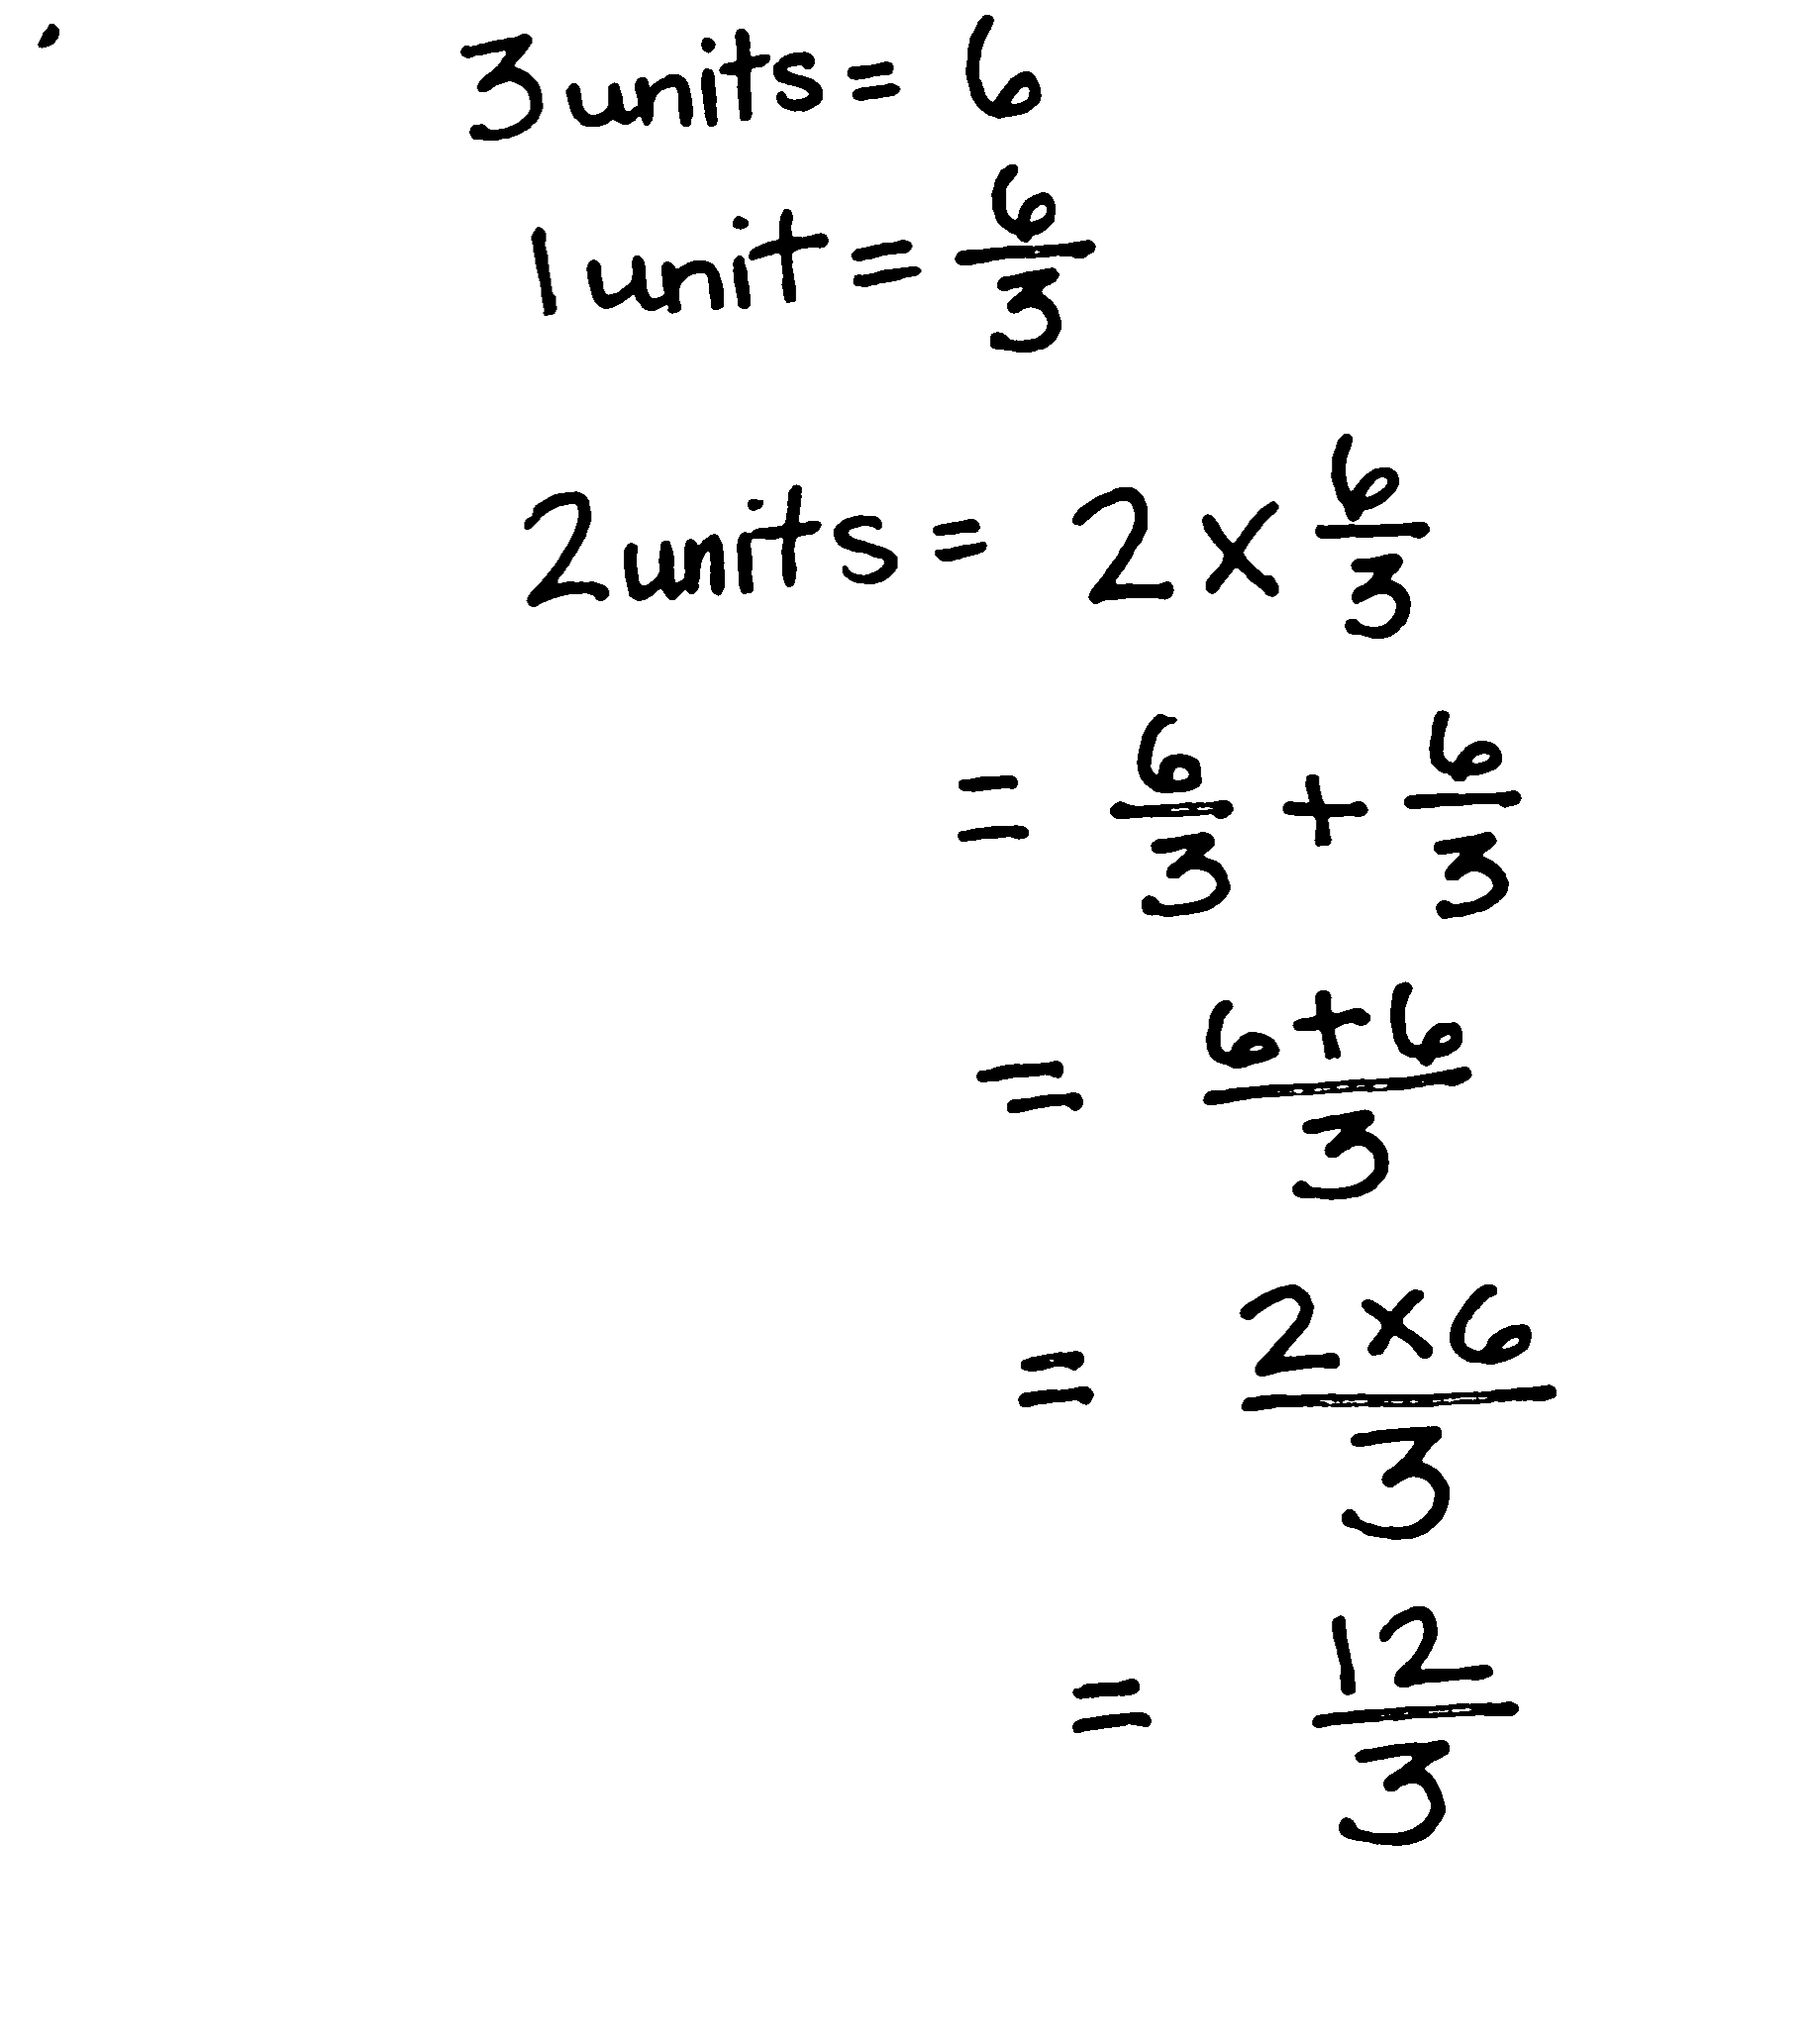 3 units = 6
1 unit = 6/3
2 units = 2 × 6/3
= 6/3 + 6/3
= (6+6)/3
= (2×6)/3
= 12/3